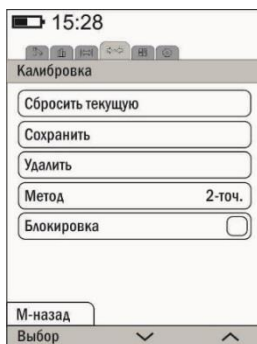 15:28
Калибровка
Сбросить текущую
Сохранить
Удалить
Метод 2-точ.
Блокировка
М-назад
Выбор